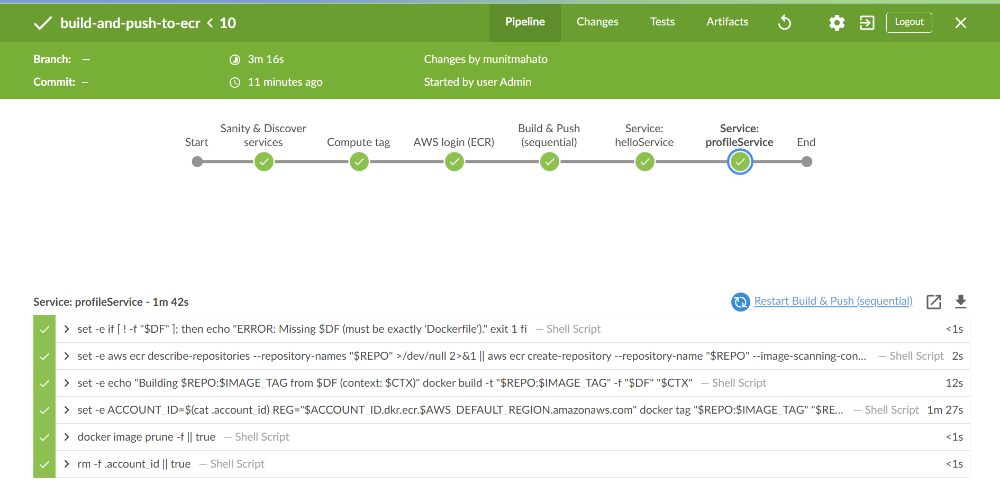 build-and-push-to-ecr < 10
Pipeline
Changes
Tests
Artifacts
Logout
Branch: —
3m 16s
Changes by munitmahato
Commit: –
11 minutes ago
Started by user Admin
Start
Sanity & Discover
services
Compute tag
AWS login (ECR)
Build & Push
(sequential)
Service:
helloService
Service:
profileService
End
Service: profileService - 1m 42s
Restart Build & Push (sequential)
set -e if [ ! -f "$DF" ]; then echo "ERROR: Missing $DF (must be exactly 'Dockerfile')." exit 1 fi — Shell Script <1s
set -e aws ecr describe-repositories --repository-names "$REPO" >/dev/null 2>&1 || aws ecr create-repository --repository-name "$REPO" --image-scanning-con... — Shell Script 2s
set -e echo "Building $REPO:$IMAGE_TAG from $DF (context: $CTX)" docker build -t "$REPO:$IMAGE_TAG" -f "$DF" "$CTX" — Shell Script 12s
set -e ACCOUNT_ID=$(cat .account_id) REG="$ACCOUNT_ID.dkr.ecr.$AWS_DEFAULT_REGION.amazonaws.com" docker tag "$REPO:$IMAGE_TAG" "$RE... — Shell Script 1m 27s
docker image prune -f || true — Shell Script <1s
rm -f .account_id || true — Shell Script <1s